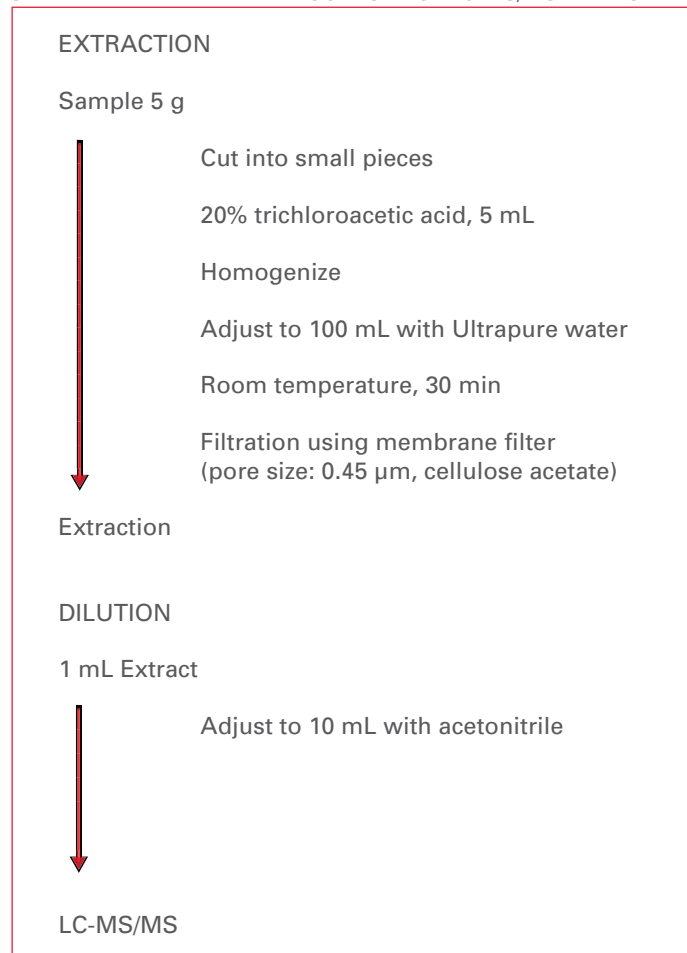 EXTRACTION
Sample 5 g
Cut into small pieces
20% trichloroacetic acid, 5 mL
Homogenize
Adjust to 100 mL with Ultrapure water
Room temperature, 30 min
Filtration using membrane filter
(pore size: 0.45 µm, cellulose acetate)
Extraction
DILUTION
1 mL Extract
Adjust to 10 mL with acetonitrile
LC-MS/MS